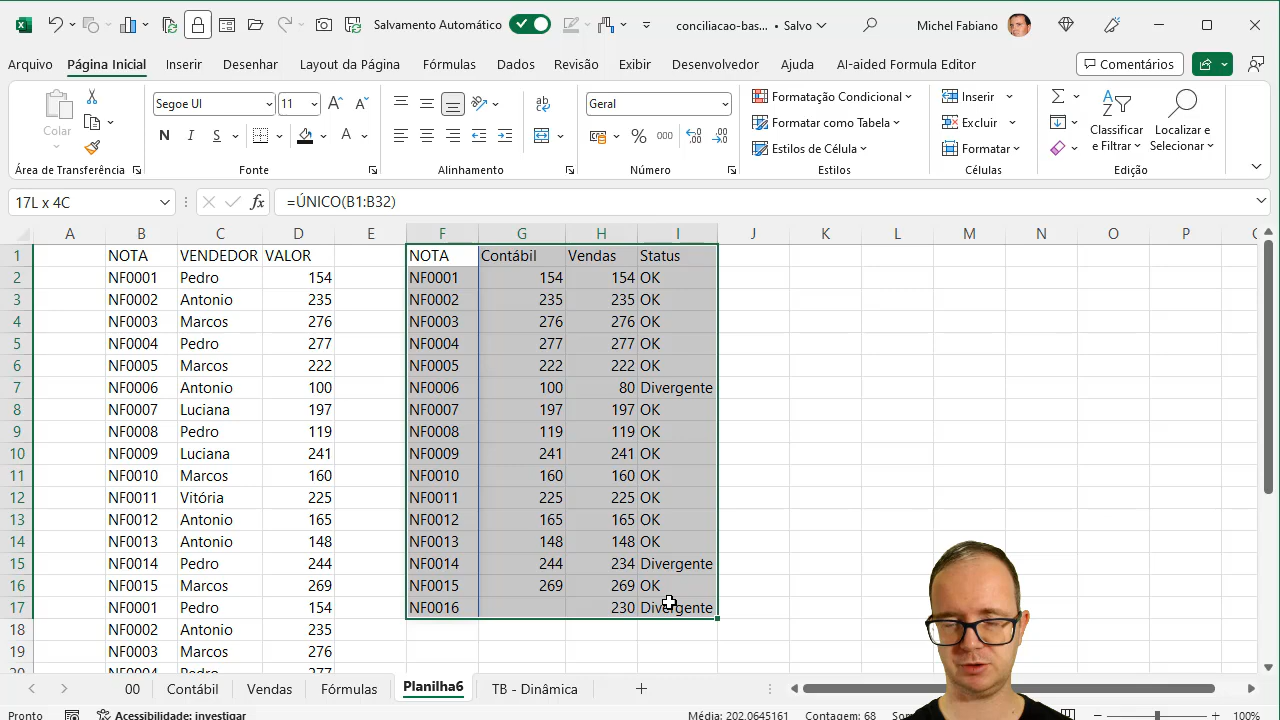 Salvamento Automático
conciliacao-bas... • Salvo
Michel Fabiano
Arquivo Página Inicial Inserir Desenhar Layout da Página Fórmulas Dados Revisão Exibir Desenvolvedor Ajuda AI-aided Formula Editor Comentários
Colar
Segoe UI 11
N I S
Geral
% 000
Formatação Condicional
Formatar como Tabela
Estilos de Célula
Inserir
Excluir
Formatar
Classificar e Filtrar
Localizar e Selecionar
Área de Transferência Fonte Alinhamento Número Estilos Células Edição
17L x 4C fx =ÚNICO(B1:B32)
A B C D E F G H I J K L M N O P
1 NOTA VENDEDOR VALOR NOTA Contábil Vendas Status
2 NF0001 Pedro 154 NF0001 154 154 OK
3 NF0002 Antonio 235 NF0002 235 235 OK
4 NF0003 Marcos 276 NF0003 276 276 OK
5 NF0004 Pedro 277 NF0004 277 277 OK
6 NF0005 Marcos 222 NF0005 222 222 OK
7 NF0006 Antonio 100 NF0006 100 80 Divergente
8 NF0007 Luciana 197 NF0007 197 197 OK
9 NF0008 Pedro 119 NF0008 119 119 OK
10 NF0009 Luciana 241 NF0009 241 241 OK
11 NF0010 Marcos 160 NF0010 160 160 OK
12 NF0011 Vitória 225 NF0011 225 225 OK
13 NF0012 Antonio 165 NF0012 165 165 OK
14 NF0013 Antonio 148 NF0013 148 148 OK
15 NF0014 Pedro 244 NF0014 244 234 Divergente
16 NF0015 Marcos 269 NF0015 269 269 OK
17 NF0001 Pedro 154 NF0016 230 Divergente
18 NF0002 Antonio 235
19 NF0003 Marcos 276
20 NF0004 Pedro 277
00 Contábil Vendas Fórmulas Planilha6 TB - Dinâmica
Pronto Acessibilidade: investigar Média: 202.0645161 Contagem: 68 100%